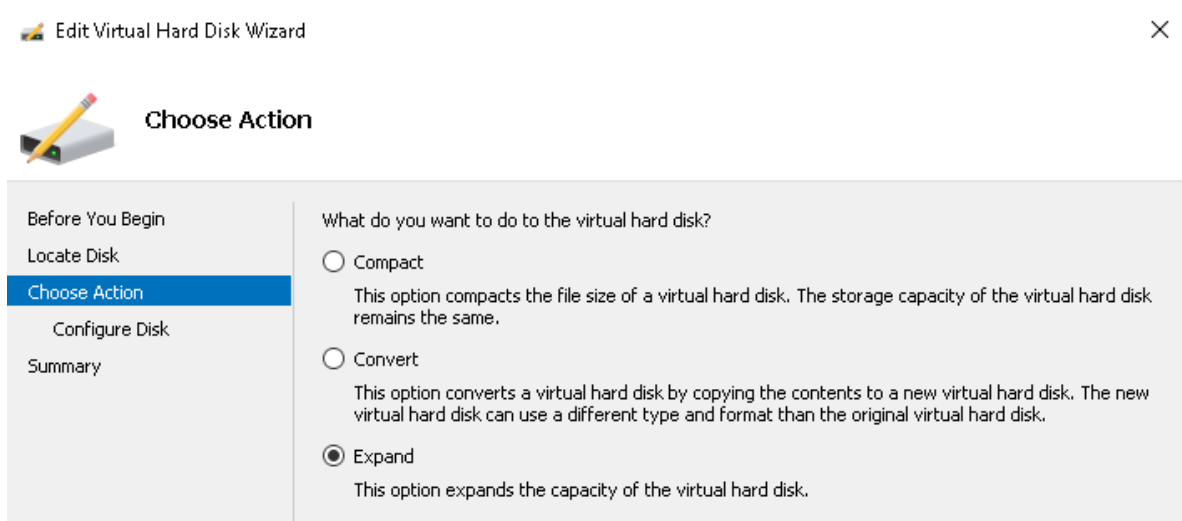 Edit Virtual Hard Disk Wizard
Choose Action
Before You Begin
Locate Disk
Choose Action
Configure Disk
Summary
What do you want to do to the virtual hard disk?
Compact
This option compacts the file size of a virtual hard disk. The storage capacity of the virtual hard disk
remains the same.
Convert
This option converts a virtual hard disk by copying the contents to a new virtual hard disk. The new
virtual hard disk can use a different type and format than the original virtual hard disk.
Expand
This option expands the capacity of the virtual hard disk.